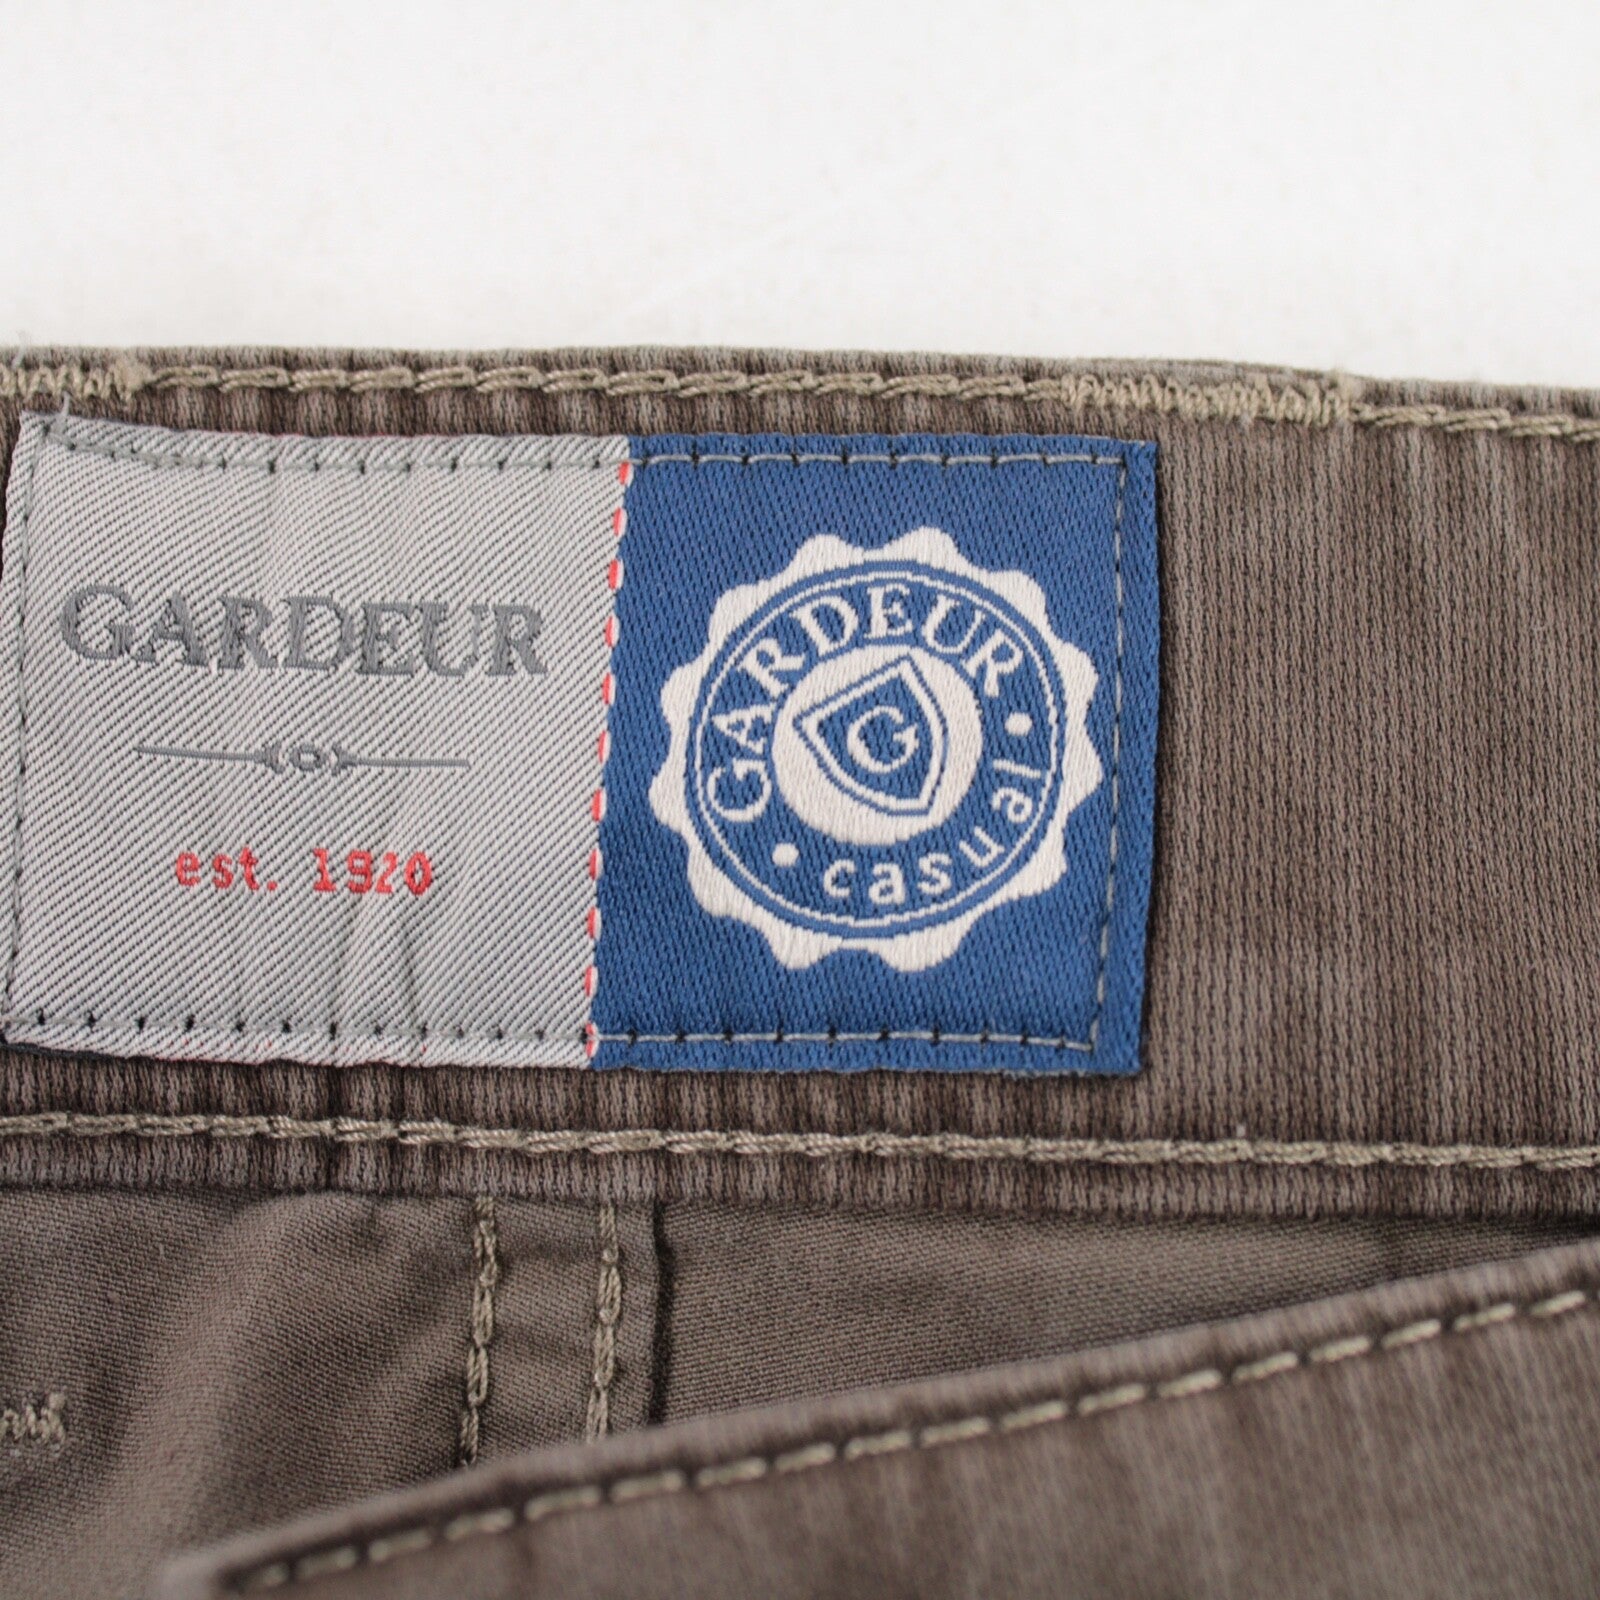 GARDEUR
est. 1920
GARDEUR
G
• casual •